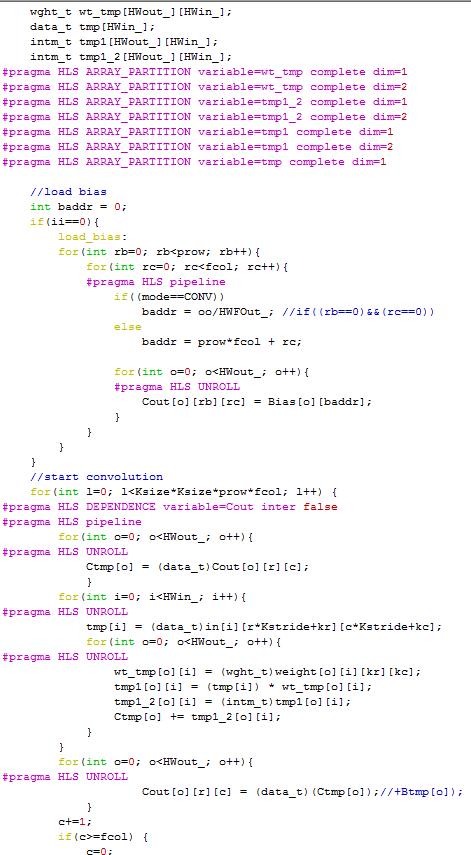 wght_t wt_tmp[HWout_][HWin_];
data_t tmp[HWin_];
intm_t tmp1[HWout_][HWin_];
intm_t tmp1_2[HWout_][HWin_];
#pragma HLS ARRAY_PARTITION variable=wt_tmp complete dim=1
#pragma HLS ARRAY_PARTITION variable=wt_tmp complete dim=2
#pragma HLS ARRAY_PARTITION variable=tmp1_2 complete dim=1
#pragma HLS ARRAY_PARTITION variable=tmp1_2 complete dim=2
#pragma HLS ARRAY_PARTITION variable=tmp1 complete dim=1
#pragma HLS ARRAY_PARTITION variable=tmp1 complete dim=2
#pragma HLS ARRAY_PARTITION variable=tmp complete dim=1
//load bias
int baddr = 0;
if(ii==0){
load_bias:
for(int rb=0; rb<prow; rb++){
for(int rc=0; rc<fcol; rc++){
#pragma HLS pipeline
if((mode==CONV))
baddr = oo/HWFOut_; //if((rb==0)&&(rc==0))
else
baddr = prow*fcol + rc;
for(int o=0; o<HWout_; o++){
#pragma HLS UNROLL
Cout[o][rb][rc] = Bias[o][baddr];
}
}
}
}
//start convolution
for(int l=0; l<Ksize*Ksize*prow*fcol; l++) {
#pragma HLS DEPENDENCE variable=Cout inter false
#pragma HLS pipeline
for(int o=0; o<HWout_; o++){
#pragma HLS UNROLL
Ctmp[o] = (data_t)Cout[o][r][c];
}
for(int i=0; i<HWin_; i++){
#pragma HLS UNROLL
tmp[i] = (data_t)in[i][r*Kstride+kr][c*Kstride+kc];
for(int o=0; o<HWout_; o++){
#pragma HLS UNROLL
wt_tmp[o][i] = (wght_t)weight[o][i][kr][kc];
tmp1[o][i] = (tmp[i]) * wt_tmp[o][i];
tmp1_2[o][i] = (intm_t)tmp1[o][i];
Ctmp[o] += tmp1_2[o][i];
}
}
for(int o=0; o<HWout_; o++){
#pragma HLS UNROLL
Cout[o][r][c] = (data_t)(Ctmp[o]);//+Btmp[o]);
}
c+=1;
if(c>=fcol) {
c=0;